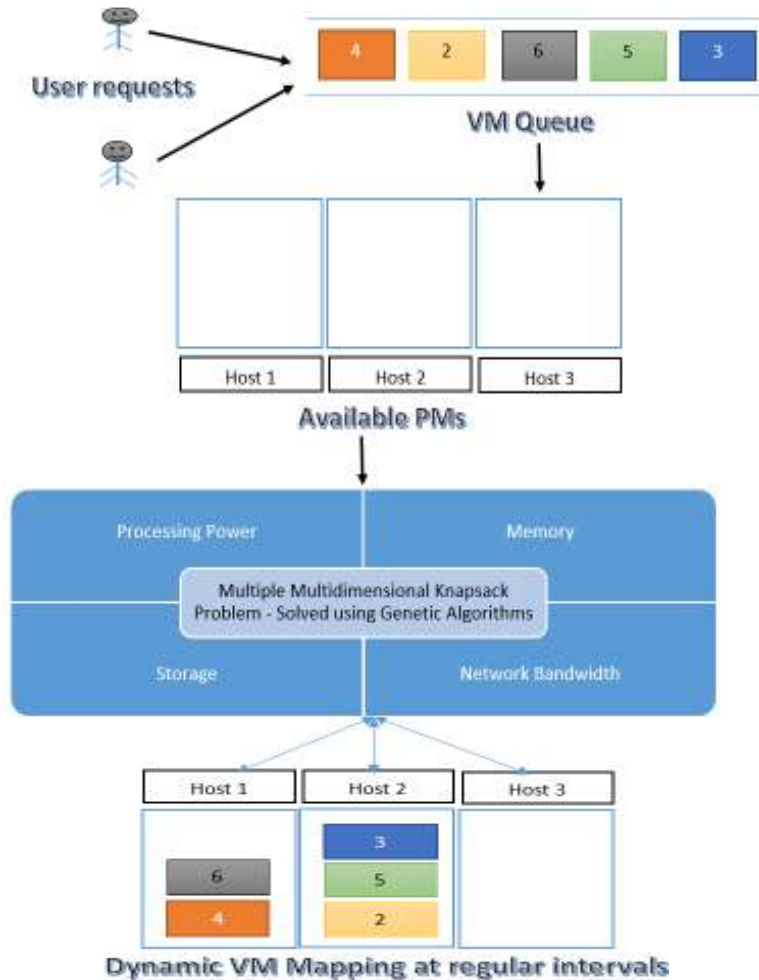 User requests
4 2 6 5 3
VM Queue
Host 1 Host 2 Host 3
Available PMs
Processing Power Memory
Multiple Multidimensional Knapsack
Problem - Solved using Genetic Algorithms
Storage Network Bandwidth
Host 1 Host 2 Host 3
3
6
5
4
2
Dynamic VM Mapping at regular intervals